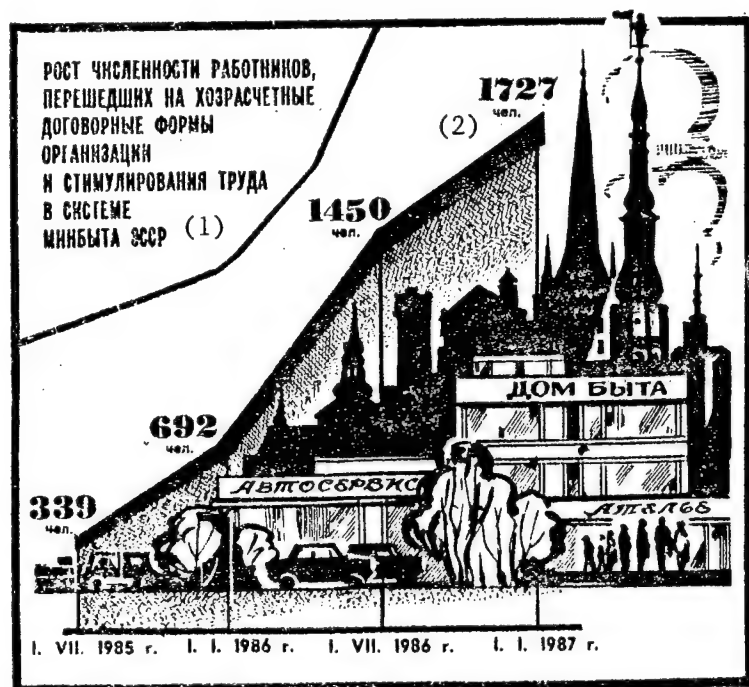 РОСТ ЧИСЛЕННОСТИ РАБОТНИКОВ,
ПЕРЕШЕДШИХ НА ХОЗРАСЧЕТНЫЕ
ДОГОВОРНЫЕ ФОРМЫ
ОРГАНИЗАЦИИ
И СТИМУЛИРОВАНИЯ ТРУДА
В СИСТЕМЕ
МИНБЫТА ЭССР (1)
1727
чел.
(2)
1450
чел.
692
чел.
339
чел.
ДОМ БЫТА
АВТОСЕРВИС
АТЕЛЬЕ
I. VII. 1985 г. I. I. 1986 г. I. VII. 1986 г. I. I. 1987 г.